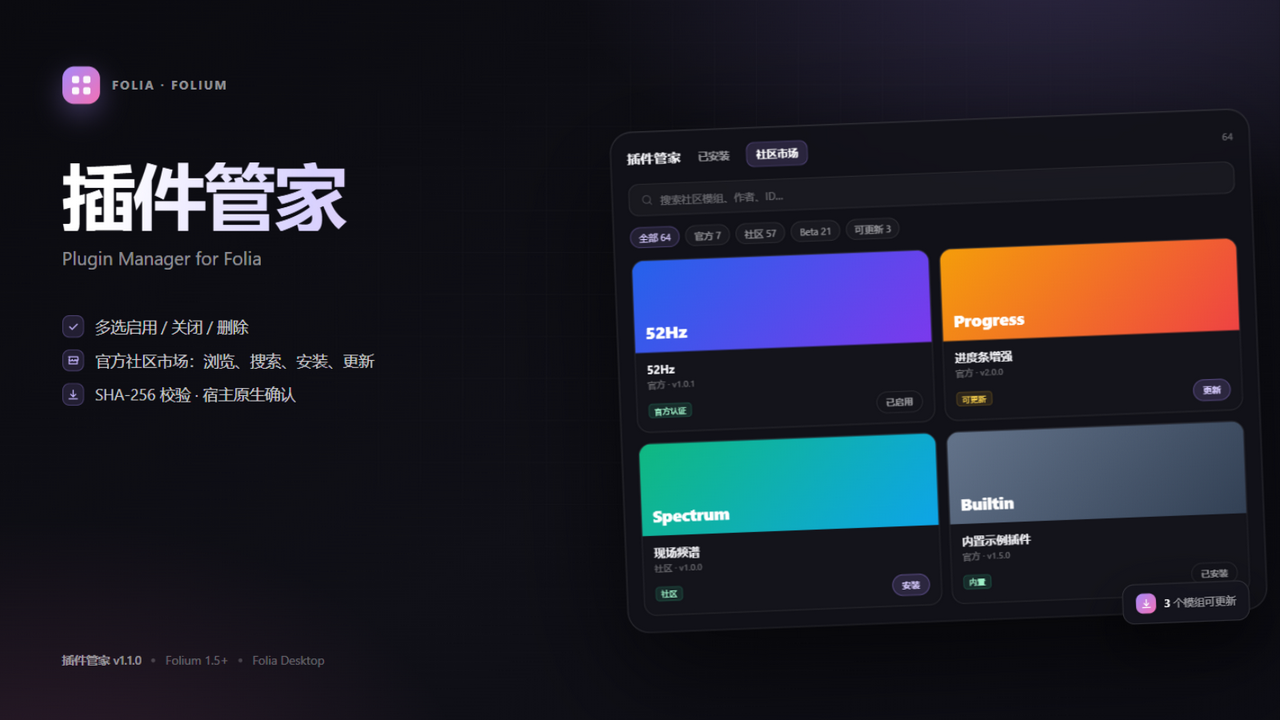 FOLIA · FOLIUM
插件管家
Plugin Manager for Folia
多选启用 / 关闭 / 删除
官方社区市场：浏览、搜索、安装、更新
SHA-256 校验 · 宿主原生确认
插件管家 v1.1.0 • Folium 1.5+ • Folia Desktop
插件管家 已安装 社区市场 64
搜索社区模组、作者、ID...
全部 64 官方 7 社区 57 Beta 21 可更新 3
52Hz
52Hz
官方 · v1.0.1
官方认证 已启用
Progress
进度条增强
官方 · v2.0.0
可更新 更新
Spectrum
现场频谱
社区 · v1.0.0
社区 安装
Builtin
内置示例插件
官方 · v1.5.0
内置 已安装
3 个模组可更新